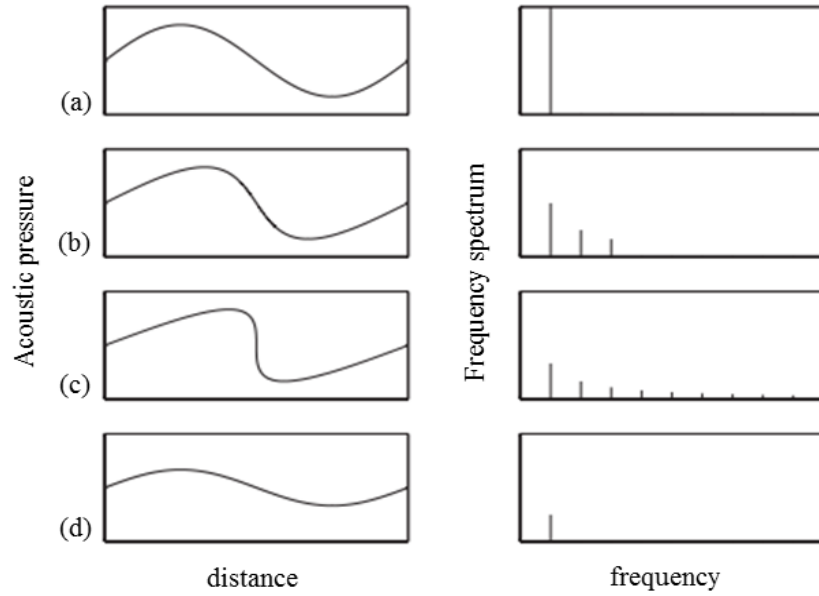 (a)
(b)
(c)
(d)
Acoustic pressure
Frequency spectrum
distance
frequency